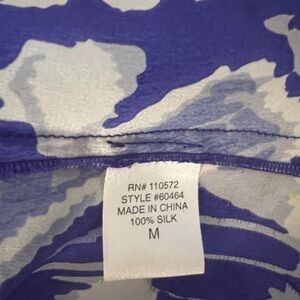 RN# 110572
STYLE #60464
MADE IN CHINA
100% SILK
M